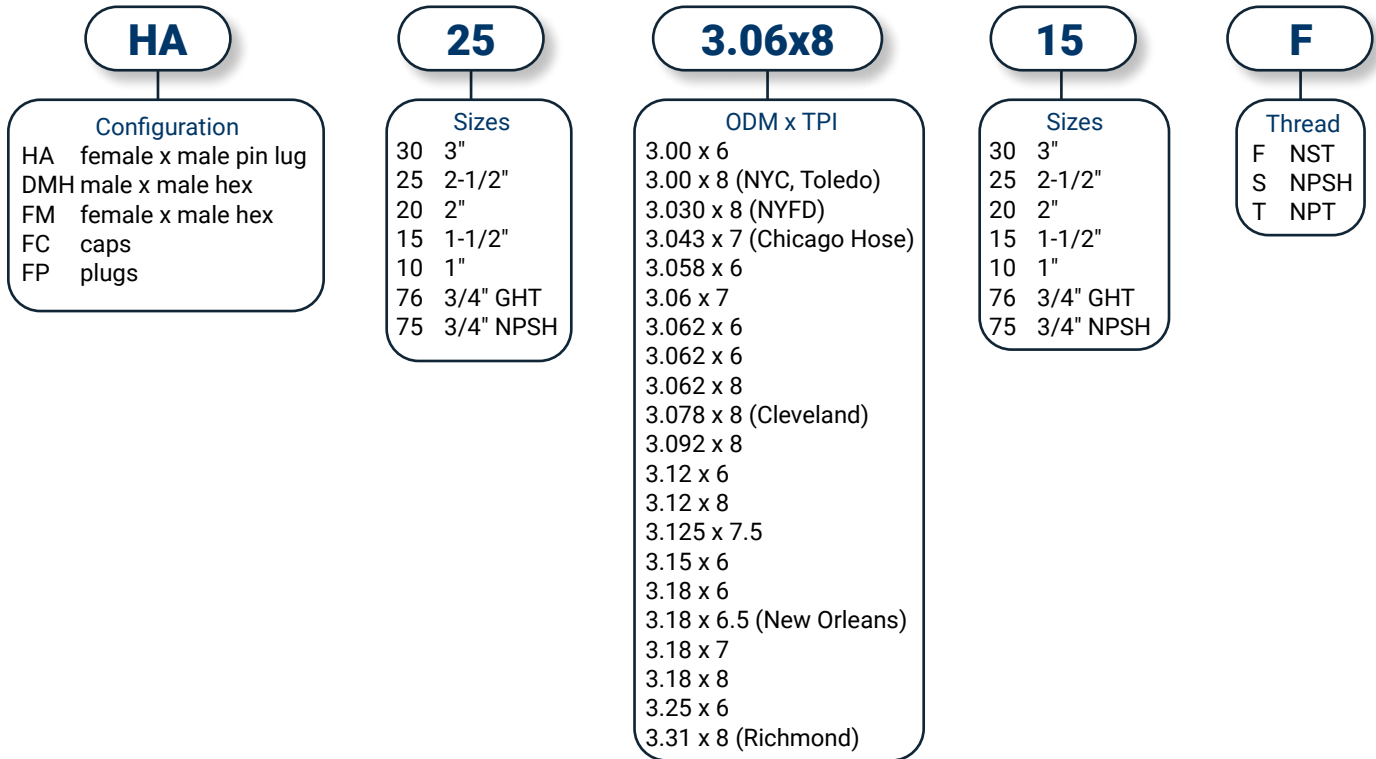 HA
25
3.06x8
15
F
Configuration
HA female x male pin lug
DMH male x male hex
FM female x male hex
FC caps
FP plugs
Sizes
30 3"
25 2-1/2"
20 2"
15 1-1/2"
10 1"
76 3/4" GHT
75 3/4" NPSH
ODM x TPI
3.00 x 6
3.00 x 8 (NYC, Toledo)
3.030 x 8 (NYFD)
3.043 x 7 (Chicago Hose)
3.058 x 6
3.06 x 7
3.062 x 6
3.062 x 6
3.062 x 8
3.078 x 8 (Cleveland)
3.092 x 8
3.12 x 6
3.12 x 8
3.125 x 7.5
3.15 x 6
3.18 x 6
3.18 x 6.5 (New Orleans)
3.18 x 7
3.18 x 8
3.25 x 6
3.31 x 8 (Richmond)
Sizes
30 3"
25 2-1/2"
20 2"
15 1-1/2"
10 1"
76 3/4" GHT
75 3/4" NPSH
Thread
F NST
S NPSH
T NPT